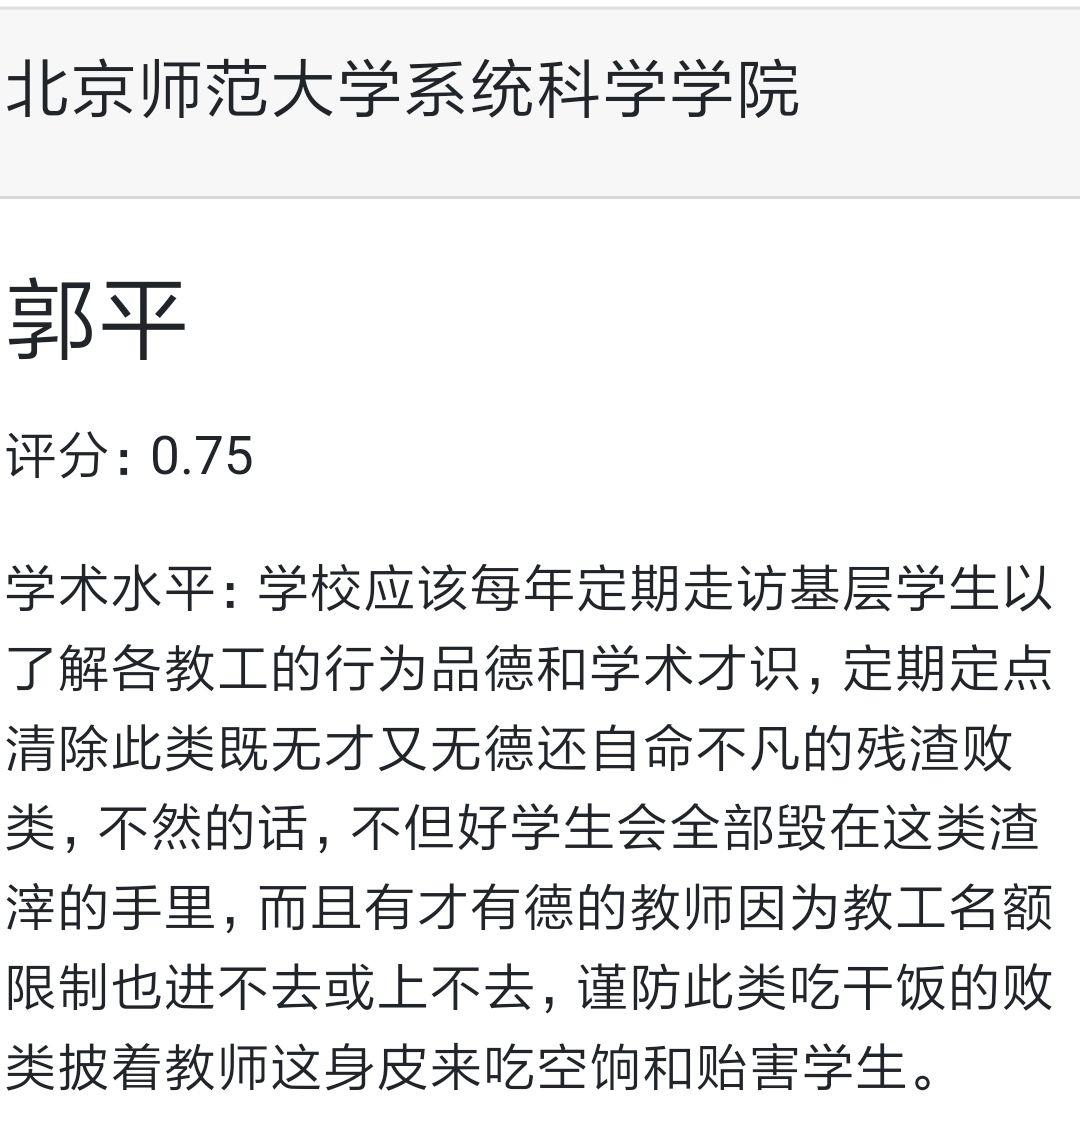 北京师范大学系统科学学院
郭平
评分：0.75
学术水平：学校应该每年定期走访基层学生以
了解各教工的行为品德和学术才识，定期定点
清除此类既无才又无德还自命不凡的残渣败
类，不然的话，不但好学生会全部毁在这类渣
滓的手里，而且有才有德的教师因为教工名额
限制也进不去或上不去，谨防此类吃干饭的败
类披着教师这身皮来吃空饷和贻害学生。